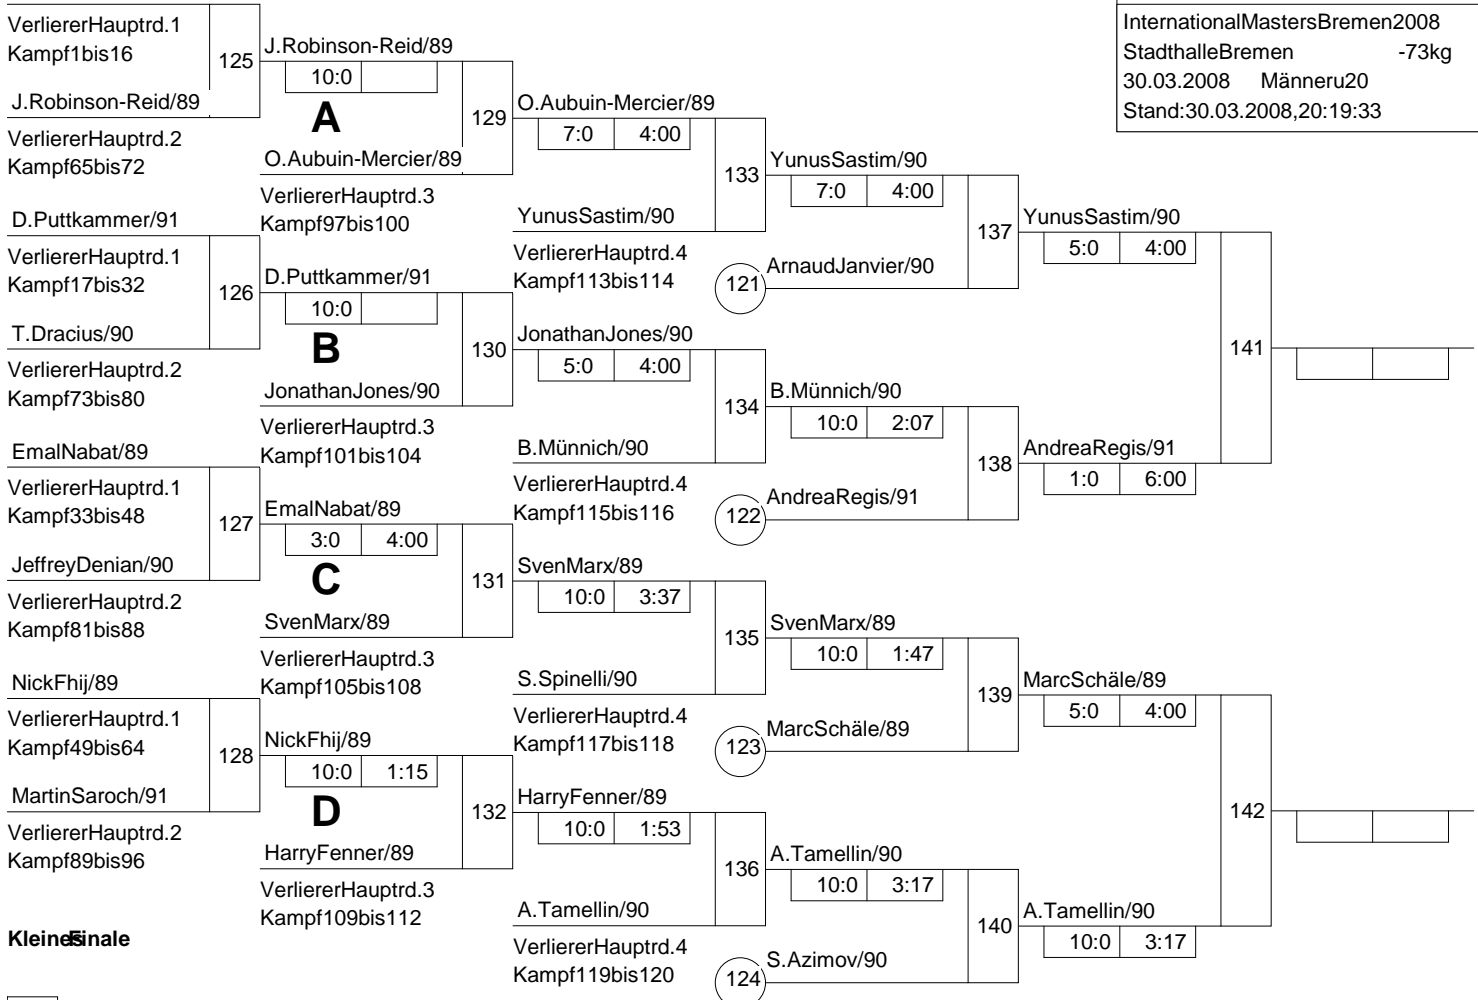 InternationalMastersBremen2008
StadthalleBremen -73kg
30.03.2008 Männeru20
Stand:30.03.2008,20:19:33
VerliererHauptrd.1
Kampf1bis16
125
J.Robinson-Reid/89
VerliererHauptrd.2
Kampf65bis72
D.Puttkammer/91
VerliererHauptrd.1
Kampf17bis32
126
T.Dracius/90
VerliererHauptrd.2
Kampf73bis80
EmalNabat/89
VerliererHauptrd.1
Kampf33bis48
127
JeffreyDenian/90
VerliererHauptrd.2
Kampf81bis88
NickFhij/89
VerliererHauptrd.1
Kampf49bis64
128
MartinSaroch/91
VerliererHauptrd.2
Kampf89bis96
KleinesFinale
J.Robinson-Reid/89
10:0
A
129
O.Aubuin-Mercier/89
VerliererHauptrd.3
Kampf97bis100
D.Puttkammer/91
10:0
B
130
JonathanJones/90
VerliererHauptrd.3
Kampf101bis104
EmalNabat/89
3:0 4:00
C
131
SvenMarx/89
VerliererHauptrd.3
Kampf105bis108
NickFhij/89
10:0 1:15
D
132
HarryFenner/89
VerliererHauptrd.3
Kampf109bis112
O.Aubuin-Mercier/89
7:0 4:00
133
YunusSastim/90
VerliererHauptrd.4
Kampf113bis114
JonathanJones/90
5:0 4:00
134
B.Münnich/90
VerliererHauptrd.4
Kampf115bis116
SvenMarx/89
10:0 3:37
135
S.Spinelli/90
VerliererHauptrd.4
Kampf117bis118
HarryFenner/89
10:0 1:53
136
A.Tamellin/90
VerliererHauptrd.4
Kampf119bis120
YunusSastim/90
7:0 4:00
137
121 ArnaudJanvier/90
B.Münnich/90
10:0 2:07
138
122 AndreaRegis/91
SvenMarx/89
10:0 1:47
139
123 MarcSchäle/89
A.Tamellin/90
10:0 3:17
140
124 S.Azimov/90
YunusSastim/90
5:0 4:00
141
AndreaRegis/91
1:0 6:00
MarcSchäle/89
5:0 4:00
142
A.Tamellin/90
10:0 3:17